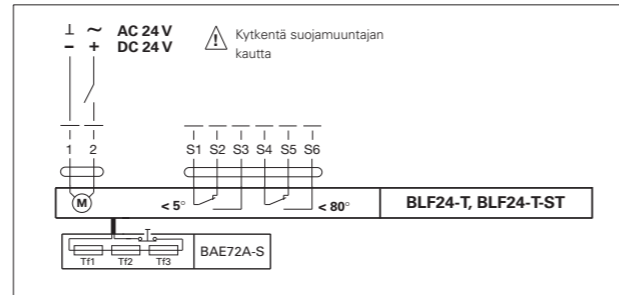 ⊥ ~ AC 24 V
− + DC 24 V
Kytkentä suojamuuntajan
kautta
1 2 S1 S2 S3 S4 S5 S6
M
< 5° < 80°
BLF24-T, BLF24-T-ST
Tf1 Tf2 Tf3
BAE72A-S